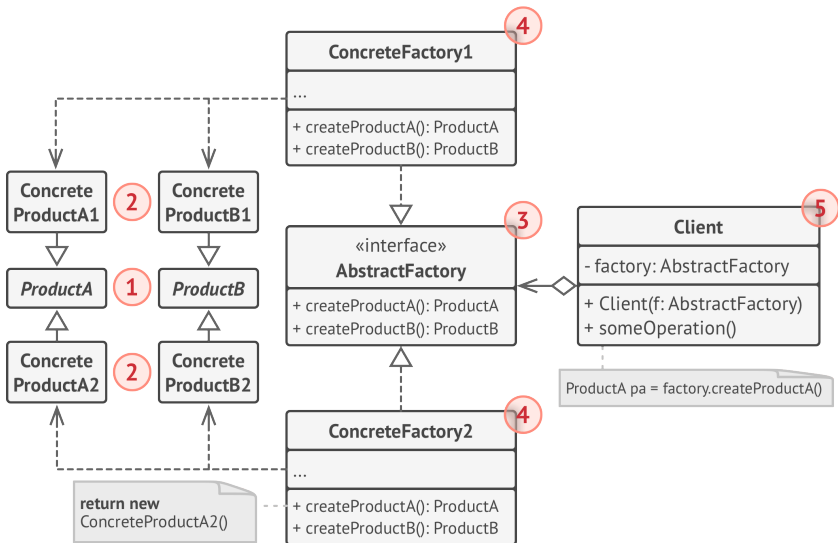 4
ConcreteFactory1
...
+ createProductA(): ProductA
+ createProductB(): ProductB
Concrete
ProductA1
2
Concrete
ProductB1
ProductA
1
ProductB
Concrete
ProductA2
2
Concrete
ProductB2
3
«interface»
AbstractFactory
+ createProductA(): ProductA
+ createProductB(): ProductB
5
Client
- factory: AbstractFactory
+ Client(f: AbstractFactory)
+ someOperation()
ProductA pa = factory.createProductA()
4
ConcreteFactory2
...
+ createProductA(): ProductA
+ createProductB(): ProductB
return new
ConcreteProductA2()